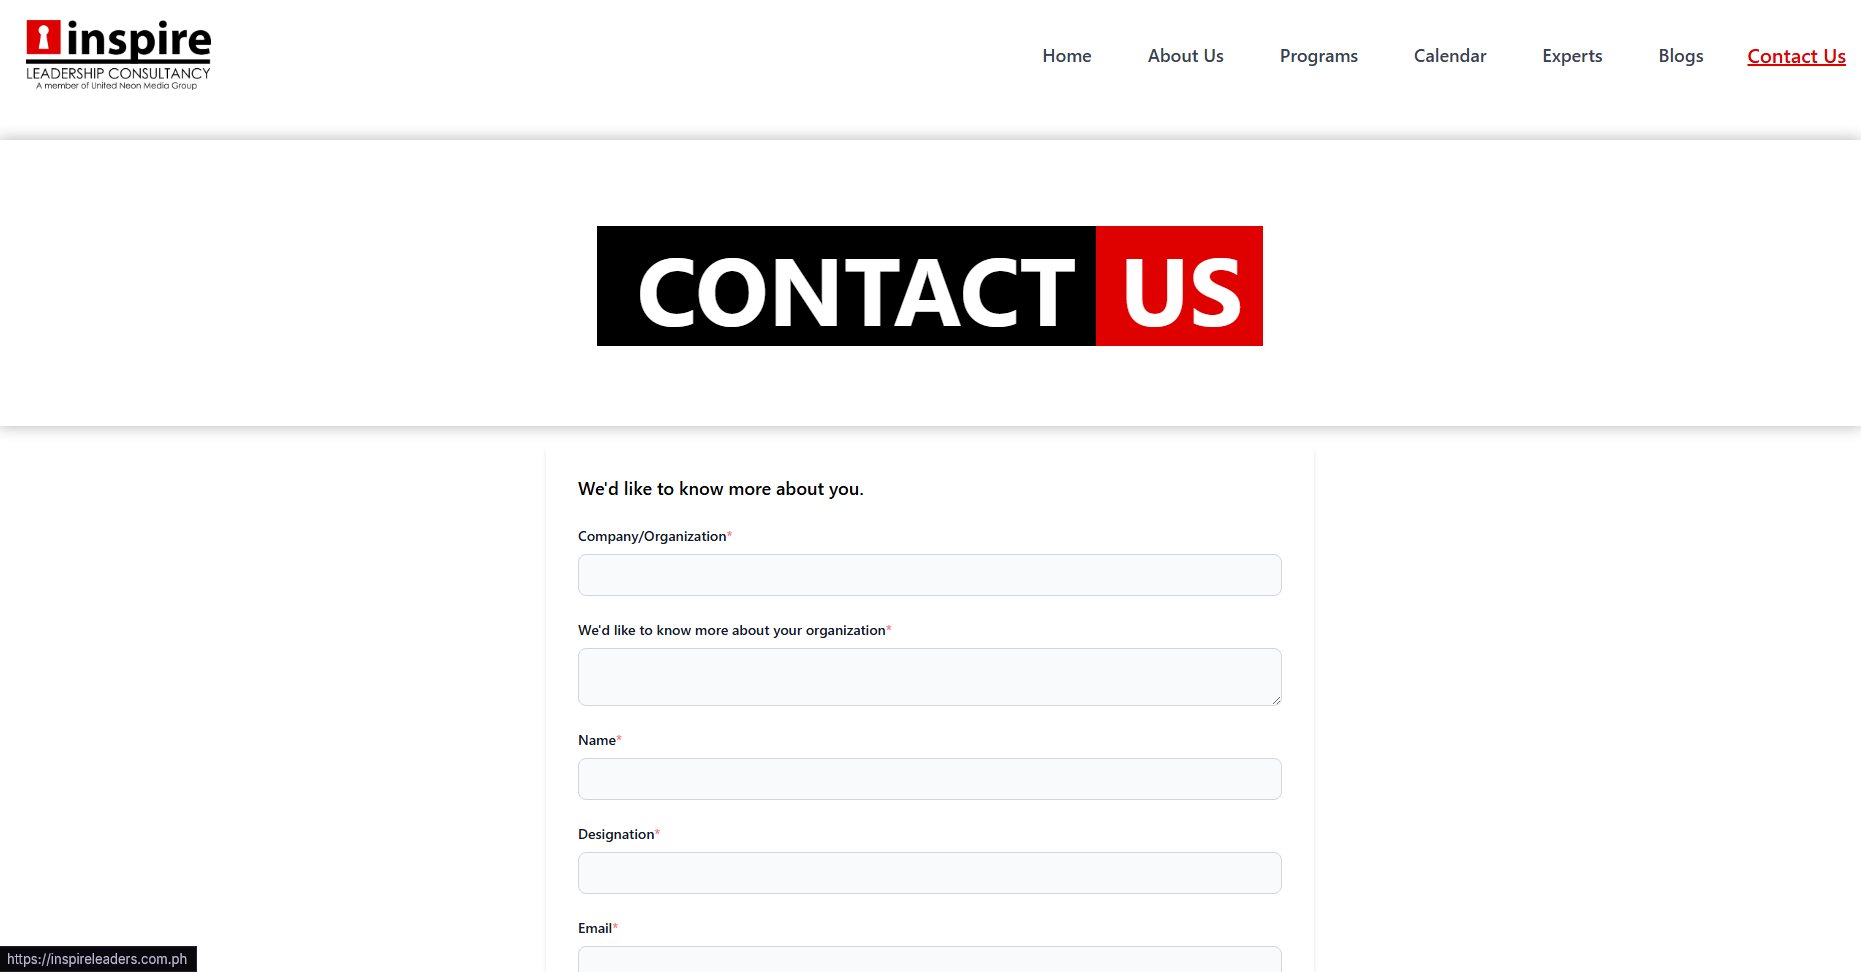 inspire
LEADERSHIP CONSULTANCY
A member of United Neon Media Group
Home About Us Programs Calendar Experts Blogs Contact Us
CONTACT US
We'd like to know more about you.
Company/Organization*
We'd like to know more about your organization*
Name*
Designation*
Email*
https://inspireleaders.com.ph